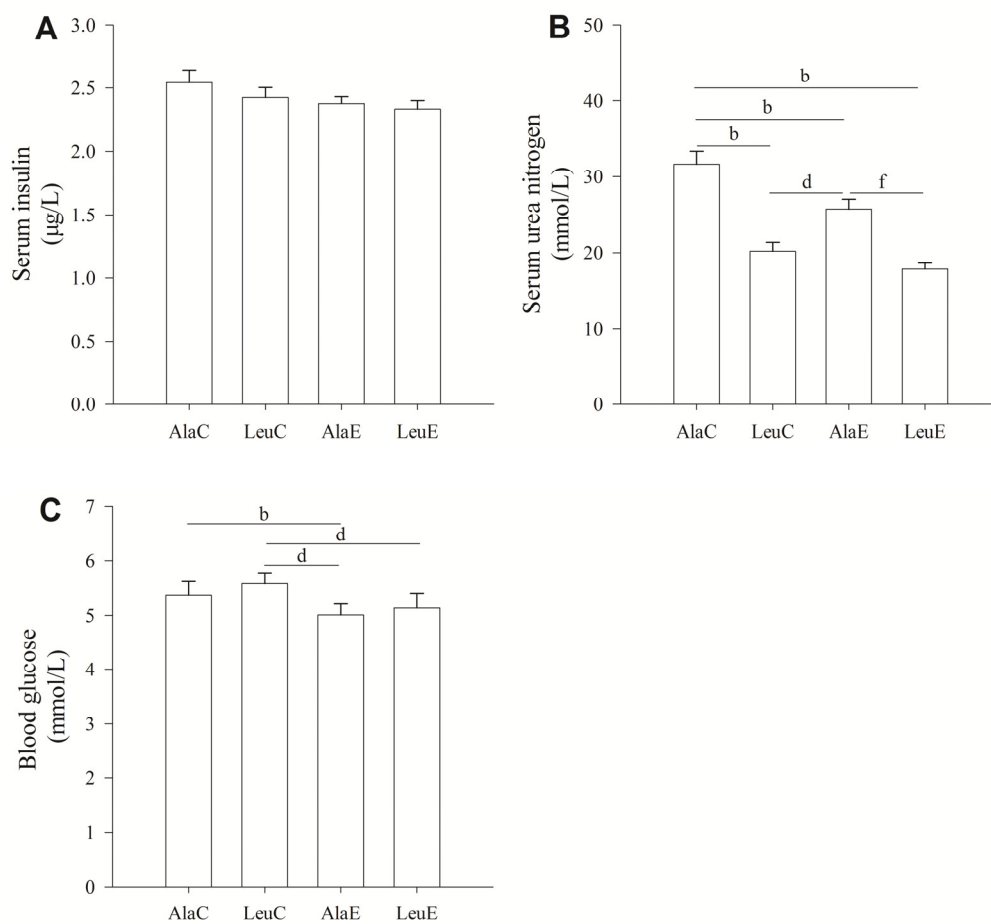 A
Serum insulin
(µg/L)
3.0
2.5
2.0
1.5
1.0
0.5
0.0
AlaC LeuC AlaE LeuE
B
Serum urea nitrogen
(mmol/L)
50
40
30
20
10
0
b
b
b
d f
AlaC LeuC AlaE LeuE
C
Blood glucose
(mmol/L)
7
6
5
4
3
2
1
0
b
d
d
AlaC LeuC AlaE LeuE